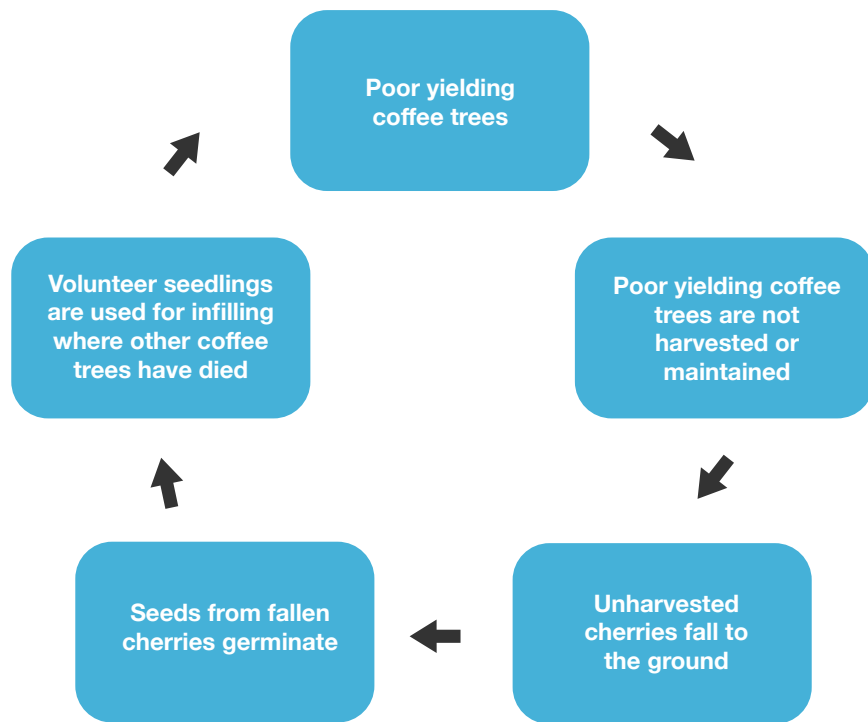 Poor yielding
coffee trees
Poor yielding coffee
trees are not
harvested or
maintained
Unharvested
cherries fall to
the ground
Seeds from fallen
cherries germinate
Volunteer seedlings
are used for infilling
where other coffee
trees have died